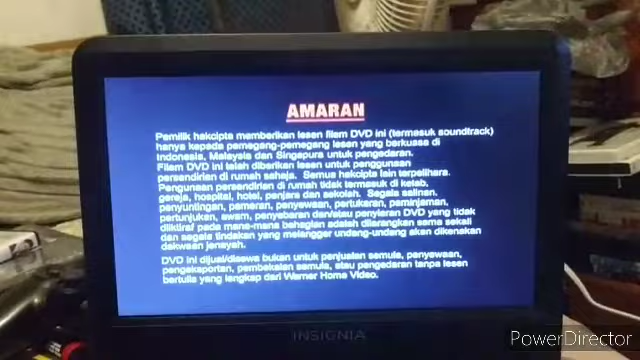 AMARAN
Pemilik hakcipta memberikan lesen filem DVD ini (termasuk soundtrack)
hanya kepada pemegang-pemegang lesen yang berkuasa di
Indonesia, Malaysia dan Singapura untuk pengedaran.
Filem DVD ini telah diberikan lesen untuk penggunaan
persendirian di rumah sahaja. Semua hakcipta lain terpelihara.
Pengunaan persendirian di rumah tidak termasuk di kelab,
gereja, hospital, hotel, penjara dan sekolah. Segala salinan,
penyuntingan, pameran, penyewaan, pertukaran, peminjaman,
pertunjukan, awam, penyebaran dan/atau penyiaran DVD yang tidak
diiktiraf pada mana-mana bahagian adalah dilarang sama sekali
dan segala tindakan yang melanggar undang-undang akan dikenakan
dakwaan jenayah.
DVD ini dijual/disewa bukan untuk penjualan semula, penyewaan,
pengeksportan, pembekalan semula, atau pengedaran tanpa lesen
bertulis yang lengkap dari Warner Home Video.
INSIGNIA
PowerDirector